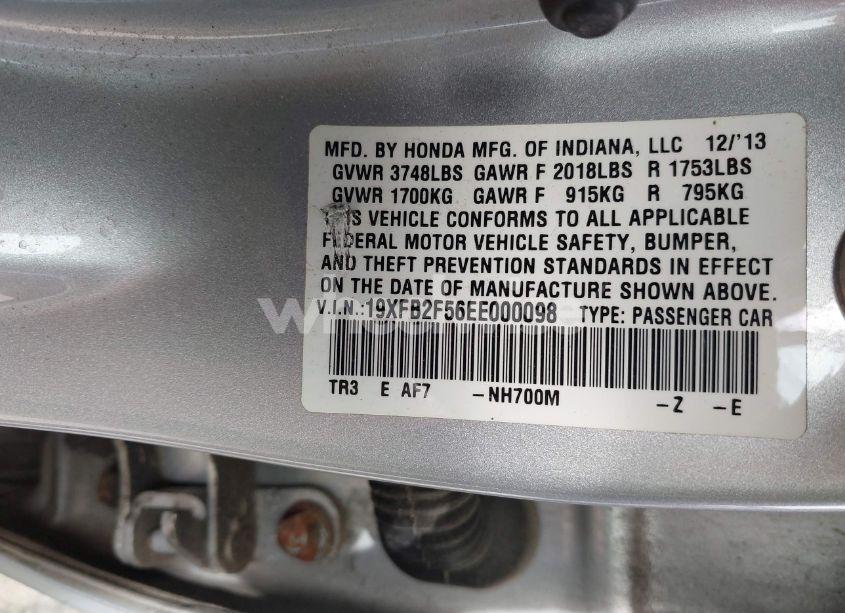 MFD. BY HONDA MFG. OF INDIANA, LLC 12/'13
GVWR 3748LBS GAWR F 2018LBS R 1753LBS
GVWR 1700KG GAWR F 915KG R 795KG
THIS VEHICLE CONFORMS TO ALL APPLICABLE
FEDERAL MOTOR VEHICLE SAFETY, BUMPER,
AND THEFT PREVENTION STANDARDS IN EFFECT
ON THE DATE OF MANUFACTURE SHOWN ABOVE.
V.I.N.:19XFB2F56EE000098 TYPE: PASSENGER CAR
TR3 E AF7 -NH700M -Z -E